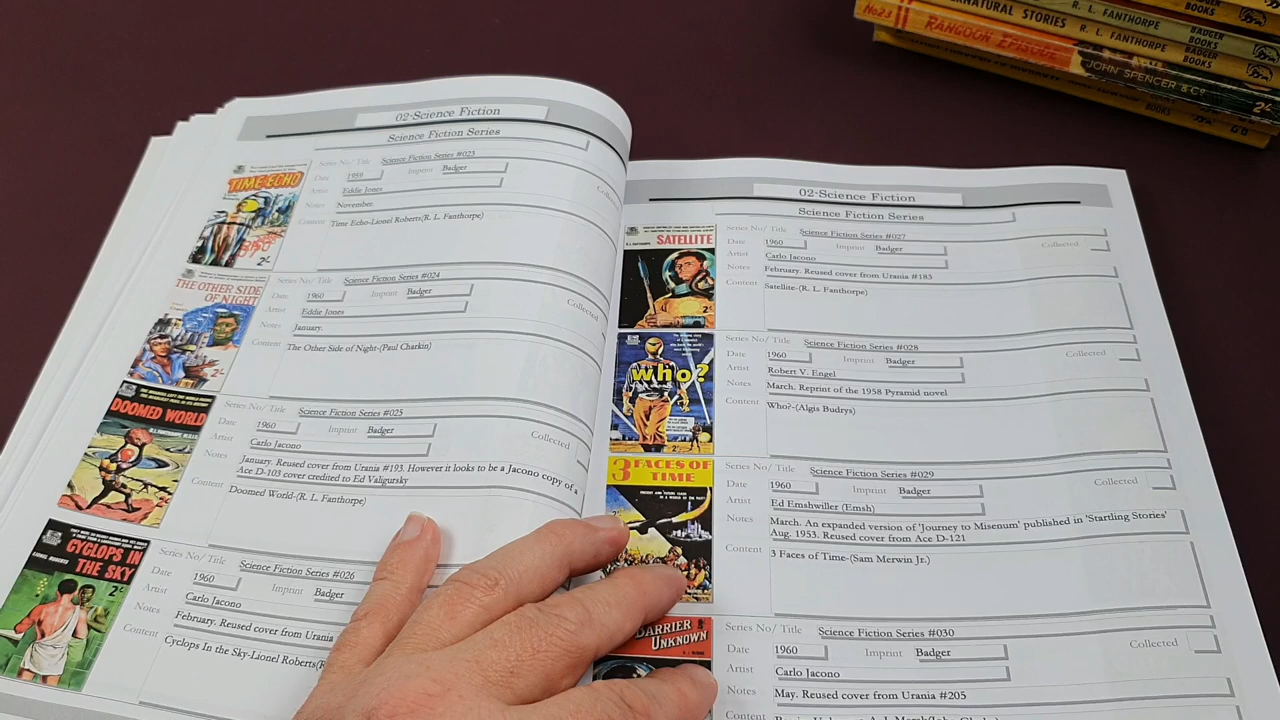 02-Science Fiction
Science Fiction Series
TIME ECHO
2/-
Series No/ Title Science Fiction Series #023
Date 1959 Imprint Badger
Artist Eddie Jones
Notes November.
Content Time Echo-Lionel Roberts(R. L. Fanthorpe)
THE OTHER SIDE
OF NIGHT
2/-
Series No/ Title Science Fiction Series #024
Date 1960 Imprint Badger
Artist Eddie Jones
Collected
Notes January.
Content The Other Side of Night-(Paul Charkin)
DOOMED WORLD
R. L. FANTHORPE
Series No/ Title Science Fiction Series #025
Date 1960 Imprint Badger
Artist Carlo Jacono
Collected
Notes January. Reused cover from Urania #193. However it looks to be a Jacono copy of a
Ace D-103 cover credited to Ed Valigursky
Content Doomed World-(R. L. Fanthorpe)
CYCLOPS IN
THE SKY
LIONEL ROBERTS
2/-
Series No/ Title Science Fiction Series #026
Date 1960 Imprint Badger
Artist Carlo Jacono
Notes February. Reused cover from Urania
Content Cyclops In the Sky-Lionel Roberts(R
02-Science Fiction
Science Fiction Series
SATELLITE
2/-
Series No/ Title Science Fiction Series #027
Date 1960 Imprint Badger Collected
Artist Carlo Jacono
Notes February. Reused cover from Urania #183
Content Satellite-(R. L. Fanthorpe)
who?
2/-
Series No/ Title Science Fiction Series #028
Date 1960 Imprint Badger Collected
Artist Robert V. Engel
Notes March. Reprint of the 1958 Pyramid novel
Content Who?-(Algis Budrys)
3 FACES OF
TIME
Series No/ Title Science Fiction Series #029
Date 1960 Imprint Badger Collected
Artist Ed Emshwiller (Emsh)
Notes March. An expanded version of 'Journey to Misenum' published in 'Startling Stories'
Aug. 1953. Reused cover from Ace D-121
Content 3 Faces of Time-(Sam Merwin Jr.)
BARRIER
UNKNOWN
Series No/ Title Science Fiction Series #030
Date 1960 Imprint Badger Collected
Artist Carlo Jacono
Notes May. Reused cover from Urania #205
Content
R. L. FANTHORPE BADGER BOOKS
SUPERNATURAL STORIES R. L. FANTHORPE BADGER BOOKS
No23 RANGOON EPISODE JOHN SPENCER & Co 2/-
BOOKS